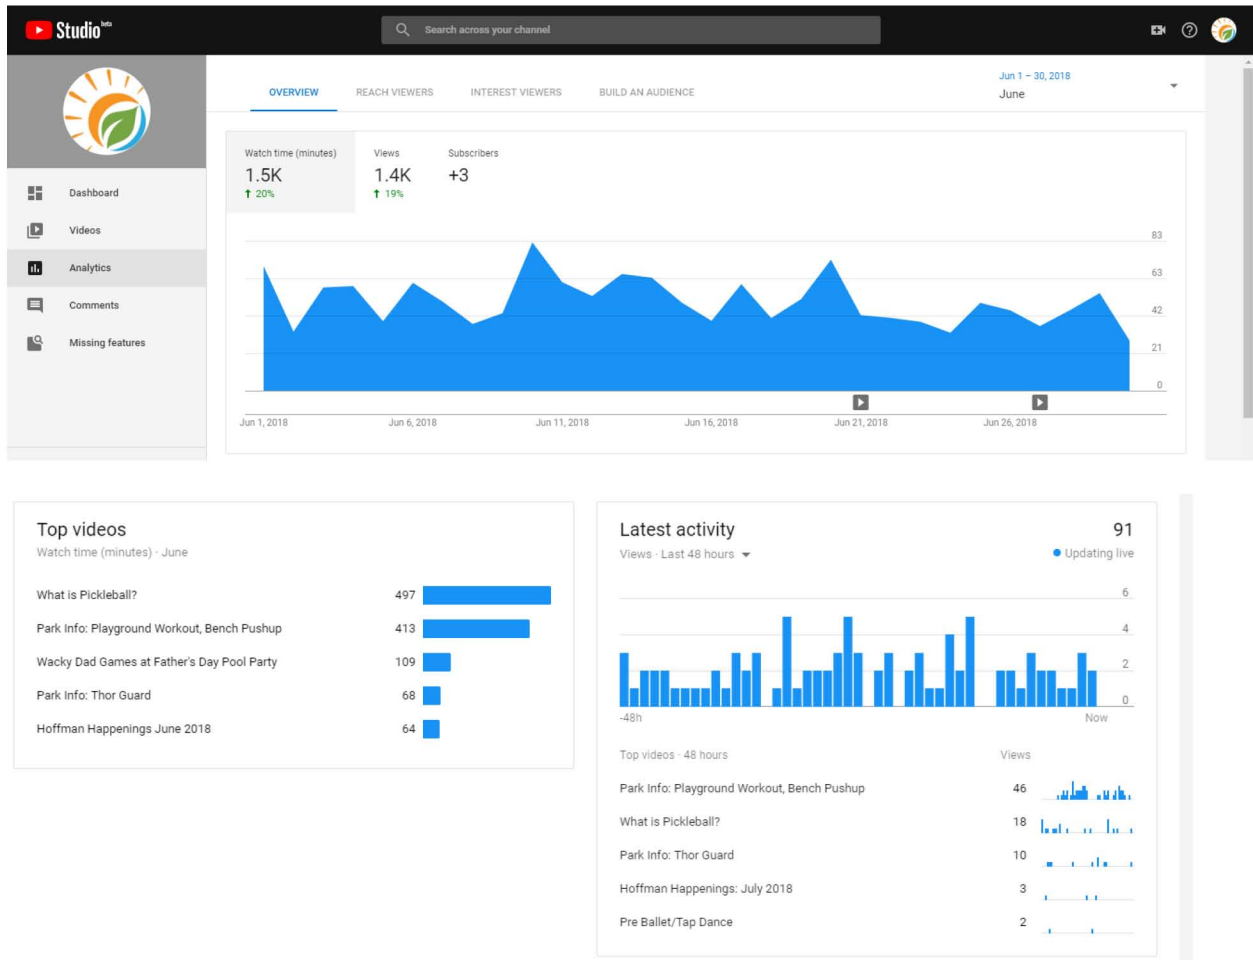 Studio beta
Search across your channel
OVERVIEW
REACH VIEWERS
INTEREST VIEWERS
BUILD AN AUDIENCE
Jun 1 – 30, 2018
June
Dashboard
Videos
Analytics
Comments
Missing features
Watch time (minutes)
1.5K
20%
Views
1.4K
19%
Subscribers
+3
83
63
42
21
0
Jun 1, 2018
Jun 6, 2018
Jun 11, 2018
Jun 16, 2018
Jun 21, 2018
Jun 26, 2018
Top videos
Watch time (minutes) · June
What is Pickleball? 497
Park Info: Playground Workout, Bench Pushup 413
Wacky Dad Games at Father's Day Pool Party 109
Park Info: Thor Guard 68
Hoffman Happenings June 2018 64
Latest activity 91
Views · Last 48 hours Updating live
6
4
2
0
-48h Now
Top videos · 48 hours Views
Park Info: Playground Workout, Bench Pushup 46
What is Pickleball? 18
Park Info: Thor Guard 10
Hoffman Happenings: July 2018 3
Pre Ballet/Tap Dance 2